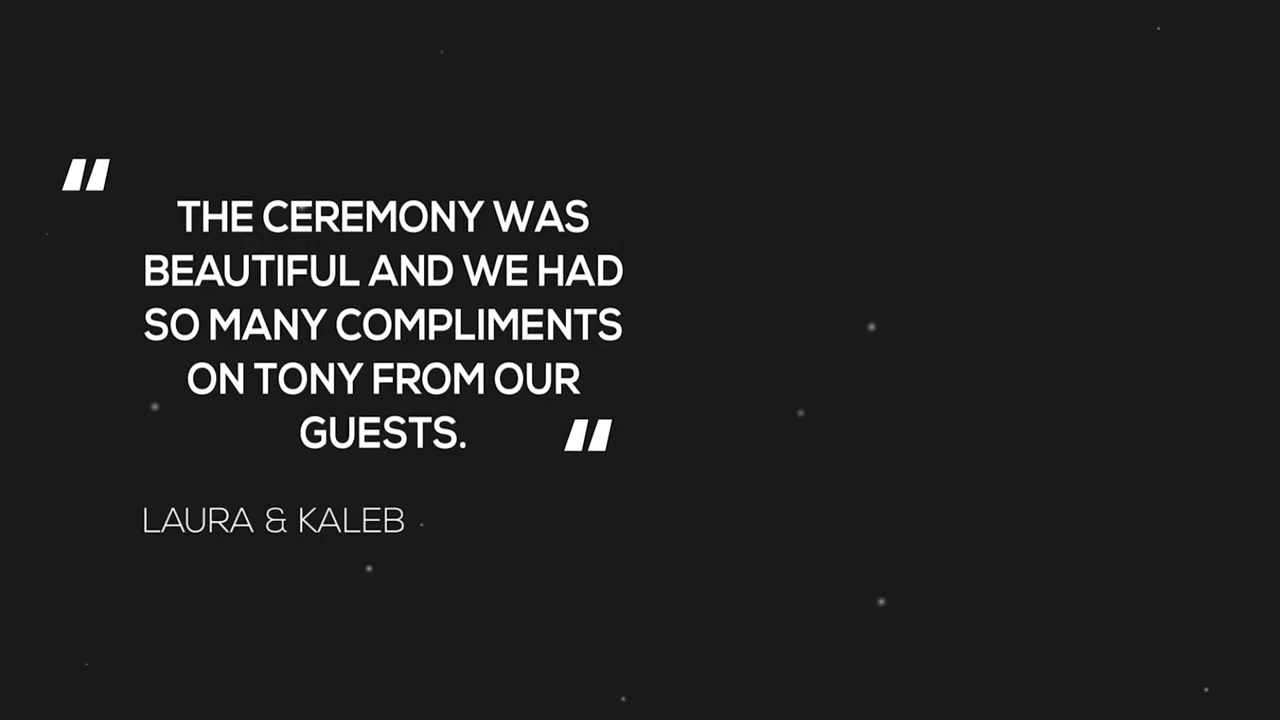 "
THE CEREMONY WAS
BEAUTIFUL AND WE HAD
SO MANY COMPLIMENTS
ON TONY FROM OUR
GUESTS. "
LAURA & KALEB